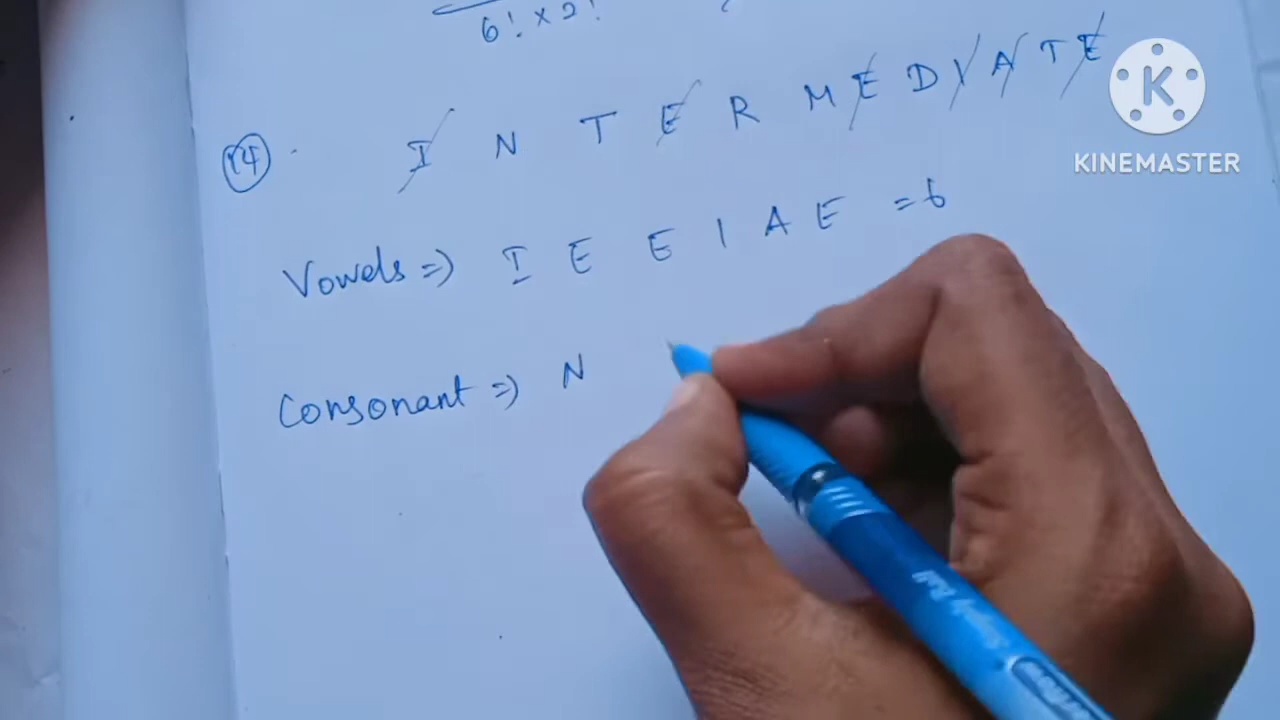 6! × 2!
14. I N T E R M E D I A T E
Vowels => I E E I A E = 6
Consonant => N
K
KINEMASTER